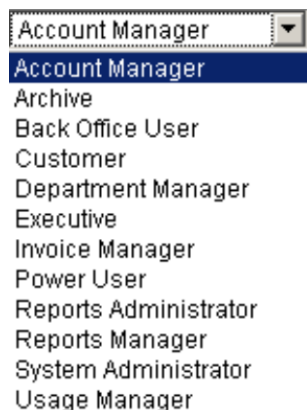 Account Manager
Account Manager
Archive
Back Office User
Customer
Department Manager
Executive
Invoice Manager
Power User
Reports Administrator
Reports Manager
System Administrator
Usage Manager